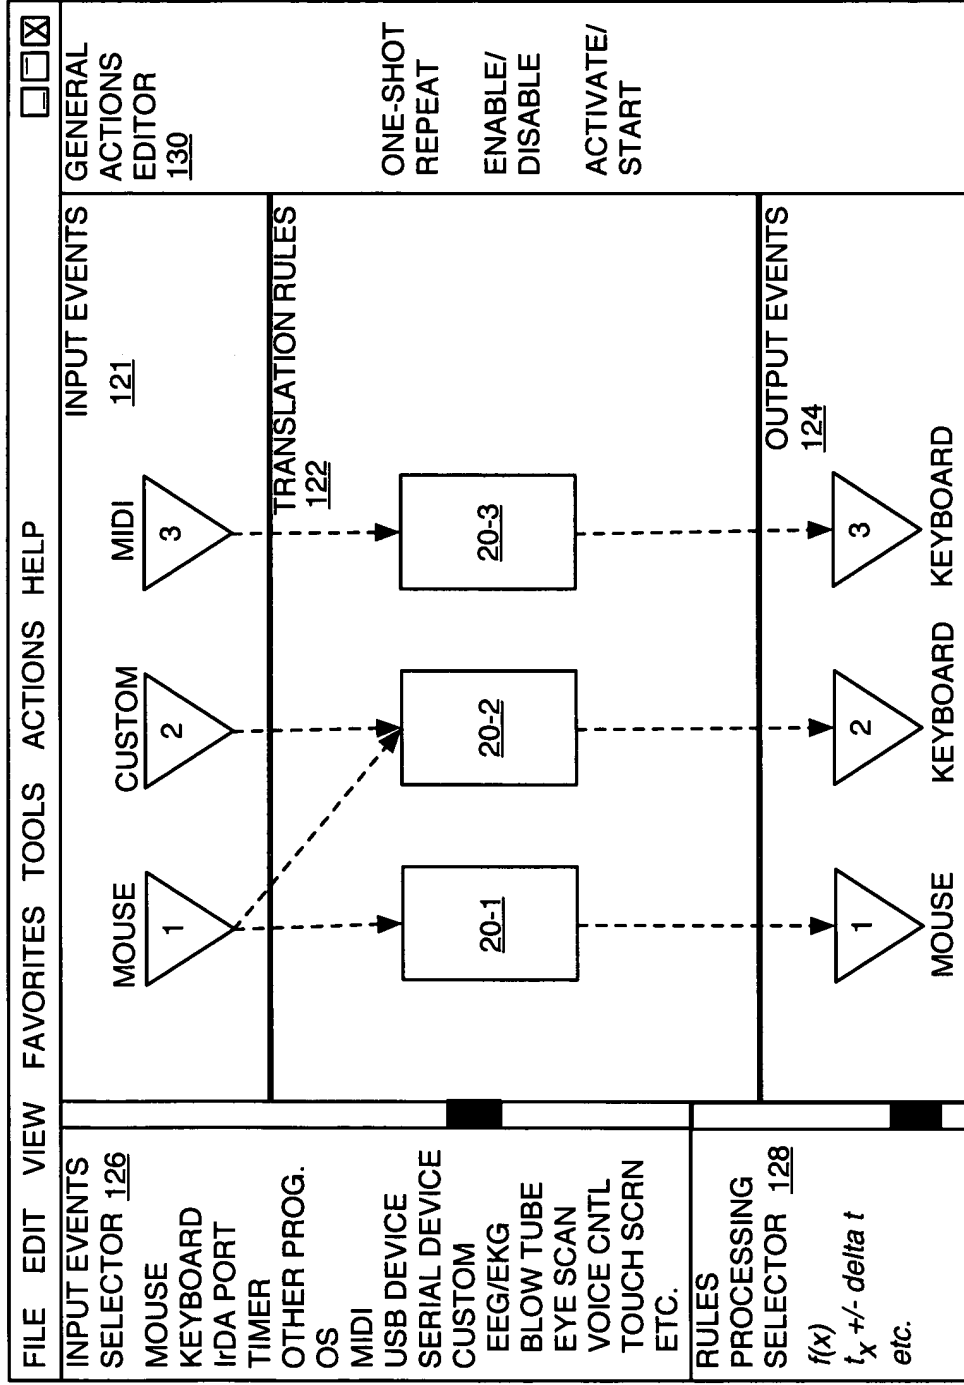 FILE EDIT VIEW FAVORITES TOOLS ACTIONS HELP
INPUT EVENTS
SELECTOR 126
MOUSE
KEYBOARD
IrDA PORT
TIMER
OTHER PROG.
OS
MIDI
USB DEVICE
SERIAL DEVICE
CUSTOM
EEG/EKG
BLOW TUBE
EYE SCAN
VOICE CNTL
TOUCH SCRN
ETC.
RULES
PROCESSING
SELECTOR 128
f(x)
tx +/- delta t
etc.
INPUT EVENTS
121
MOUSE CUSTOM MIDI
1 2 3
TRANSLATION RULES
122
20-1 20-2 20-3
OUTPUT EVENTS
124
1 2 3
MOUSE KEYBOARD KEYBOARD
GENERAL
ACTIONS
EDITOR
130
ONE-SHOT
REPEAT
ENABLE/
DISABLE
ACTIVATE/
START